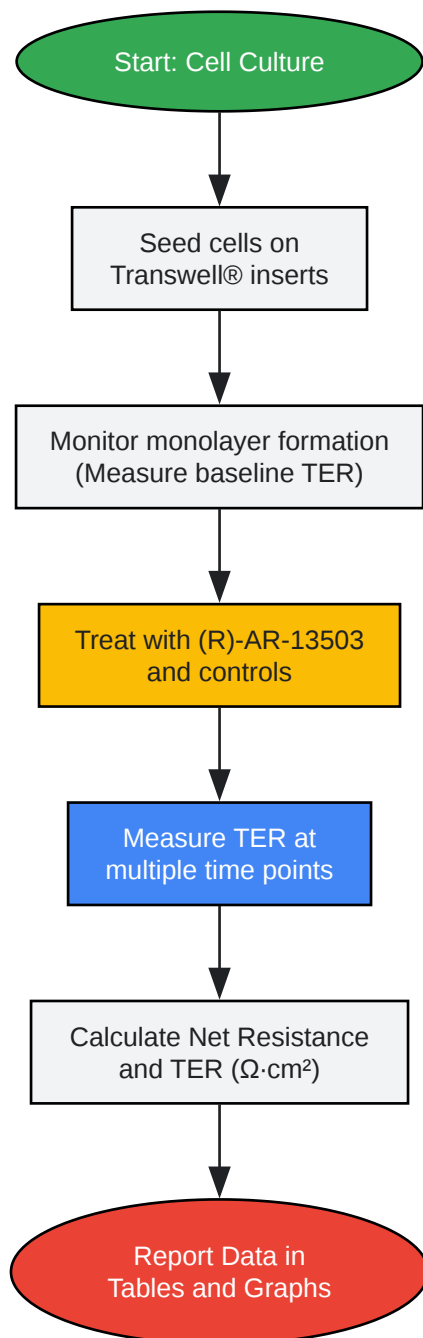 Start: Cell Culture
Seed cells on
Transwell® inserts
Monitor monolayer formation
(Measure baseline TER)
Treat with (R)-AR-13503
and controls
Measure TER at
multiple time points
Calculate Net Resistance
and TER (Ω·cm²)
Report Data in
Tables and Graphs